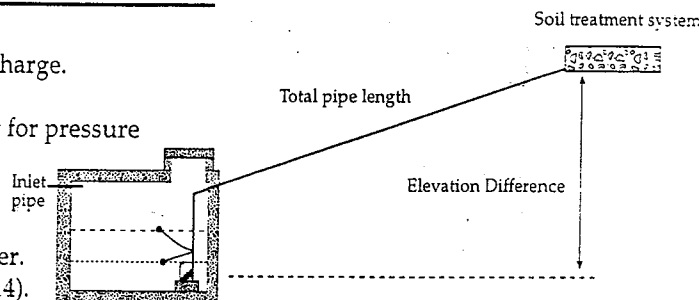 Soil treatment system
harge.
Total pipe length
for pressure
Inlet
pipe
Elevation Difference
er.
4).